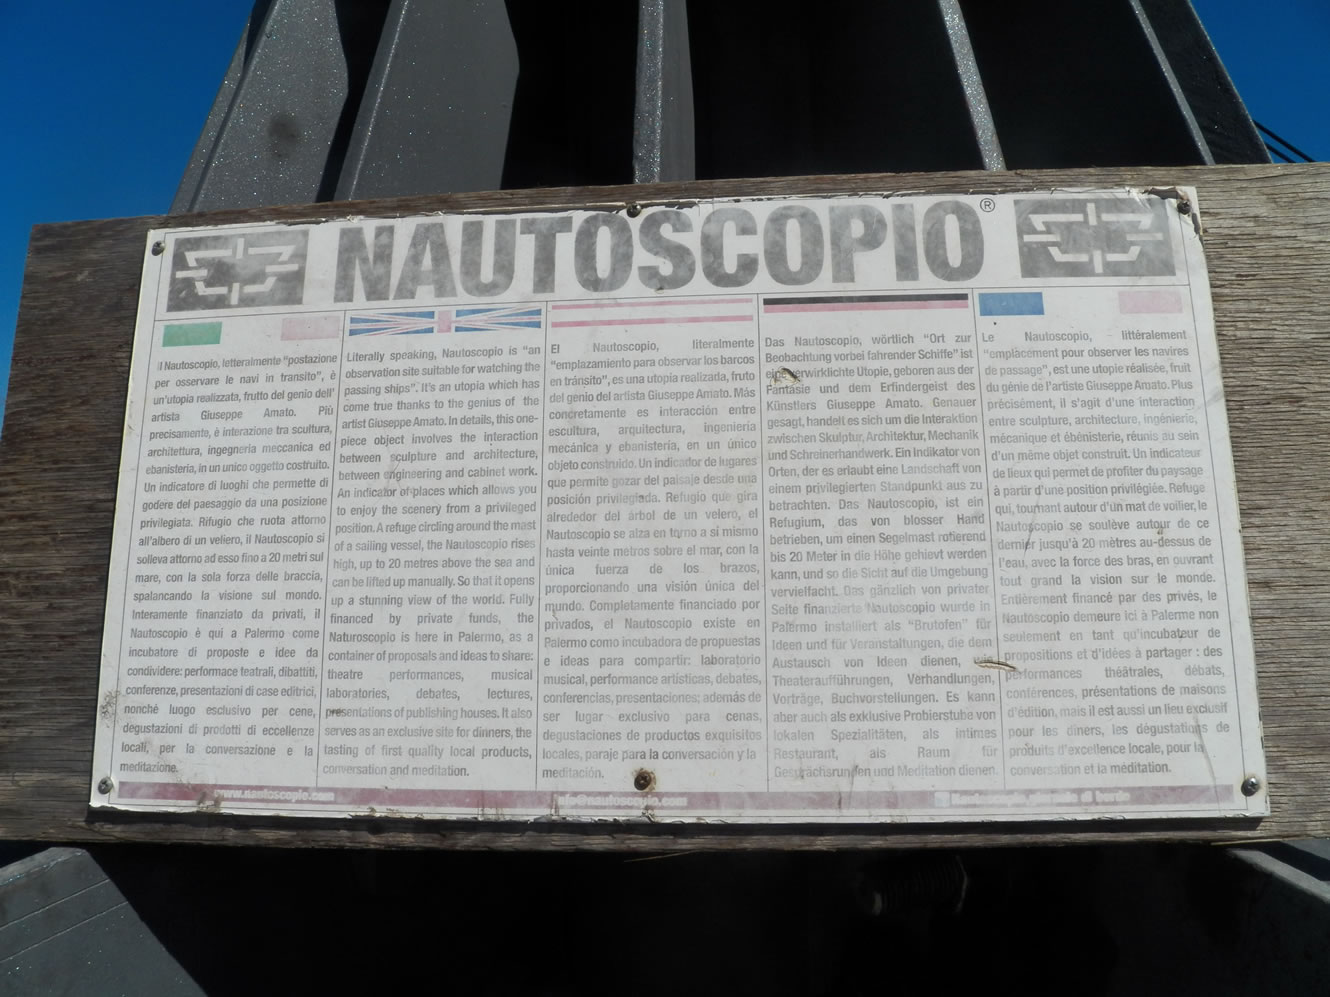 NAUTOSCOPIO®
Il Nautoscopio, letteralmente "postazione
per osservare le navi in transito", è
un'utopia realizzata, frutto del genio dell'
artista Giuseppe Amato. Più
precisamente, è interazione tra scultura,
architettura, ingegneria meccanica ed
ebanisteria, in un unico oggetto costruito.
Un indicatore di luoghi che permette di
godere del paesaggio da una posizione
privilegiata. Rifugio che ruota attorno
all'albero di un veliero, il Nautoscopio si
solleva attorno ad esso fino a 20 metri sul
mare, con la sola forza delle braccia,
spalancando la visione sul mondo.
Interamente finanziato da privati, il
Nautoscopio è qui a Palermo come
incubatore di proposte e idee da
condividere: performace teatrali, dibattiti,
conferenze, presentazioni di case editrici,
nonchè luogo esclusivo per cene,
degustazioni di prodotti di eccellenze
locali, per la conversazione e la
meditazione.
Literally speaking, Nautoscopio is "an
observation site suitable for watching the
passing ships". It's an utopia which has
come true thanks to the genius of the
artist Giuseppe Amato. In details, this one-
piece object involves the interaction
between sculpture and architecture,
between engineering and cabinet work.
An indicator of places which allows you
to enjoy the scenery from a privileged
position. A refuge circling around the mast
of a sailing vessel, the Nautoscopio rises
high, up to 20 metres above the sea and
can be lifted up manually. So that it opens
up a stunning view of the world. Fully
financed by private funds, the
Naturoscopio is here in Palermo, as a
container of proposals and ideas to share:
theatre performances, musical
laboratories, debates, lectures,
presentations of publishing houses. It also
serves as an exclusive site for dinners, the
tasting of first quality local products,
conversation and meditation.
El Nautoscopio, literalmente
"emplazamiento para observar los barcos
en tránsito", es una utopia realizada, fruto
del genio del artista Giuseppe Amato. Más
concretamente es interacción entre
escultura, arquitectura, ingenieria
mecánica y ebanisteria, en un único
objeto construido. Un indicador de lugares
que permite gozar del paisaje desde una
posición privilegiada. Refugio que gira
alrededor del árbol de un velero, el
Nautoscopio se alza en torno a si mismo
hasta veinte metros sobre el mar, con la
única fuerza de los brazos,
proporcionando una visión única del
mundo. Completamente financiado por
privados, el Nautoscopio existe en
Palermo como incubadora de propuestas
e ideas para compartir: laboratorio
musical, performance artísticas, debates,
conferencias, presentaciones; además de
ser lugar exclusivo para cenas,
degustaciones de productos exquisitos
locales, paraje para la conversación y la
meditación.
Das Nautoscopio, wörtlich "Ort zur
Beobachtung vorbei fahrender Schiffe" ist
eine verwirklichte Utopie, geboren aus der
Fantasie und dem Erfindergeist des
Künstlers Giuseppe Amato. Genauer
gesagt, handelt es sich um die Interaktion
zwischen Skulptur, Architektur, Mechanik
und Schreinerhandwerk. Ein Indikator von
Orten, der es erlaubt eine Landschaft von
einem privilegierten Standpunkt aus zu
betrachten. Das Nautoscopio, ist ein
Refugium, das von blosser Hand
betrieben, um einen Segelmast rotierend
bis 20 Meter in die Höhe gehievt werden
kann, und so die Sicht auf die Umgebung
vervielfacht. Das gänzlich von privater
Seite finanzierte Nautoscopio wurde in
Palermo installiert als "Brutofen" für
Ideen und für Veranstaltungen, die dem
Austausch von Ideen dienen,
Theateraufführungen, Verhandlungen,
Vorträge, Buchvorstellungen. Es kann
aber auch als exklusive Probierstube von
lokalen Spezialitäten, als intimes
Restaurant, als Raum für
Gesprächsrunden und Meditation dienen.
Le Nautoscopio, littéralement
"emplacement pour observer les navires
de passage", est une utopie réalisée, fruit
du génie de l'artiste Giuseppe Amato. Plus
précisément, il s'agit d'une interaction
entre sculpture, architecture, ingénierie,
mécanique et ébénisterie, réunis au sein
d'un même objet construit. Un indicateur
de lieux qui permet de profiter du paysage
à partir d'une position privilégiée. Refuge
qui, tournant autour d'un mat de voilier, le
Nautoscopio se soulève autour de ce
dernier jusqu'à 20 mètres au-dessus de
l'eau, avec la force des bras, en ouvrant
tout grand la vision sur le monde.
Entièrement financé par des privés, le
Nautoscopio demeure ici à Palerme non
seulement en tant qu'incubateur de
propositions et d'idées à partager : des
performances théâtrales, débats,
conférences, présentations de maisons
d'édition, mais il est aussi un lieu exclusif
pour les diners, les dégustations de
produits d'excellence locale, pour la
conversation et la méditation.
www.nautoscopio.com
info@nautoscopio.com